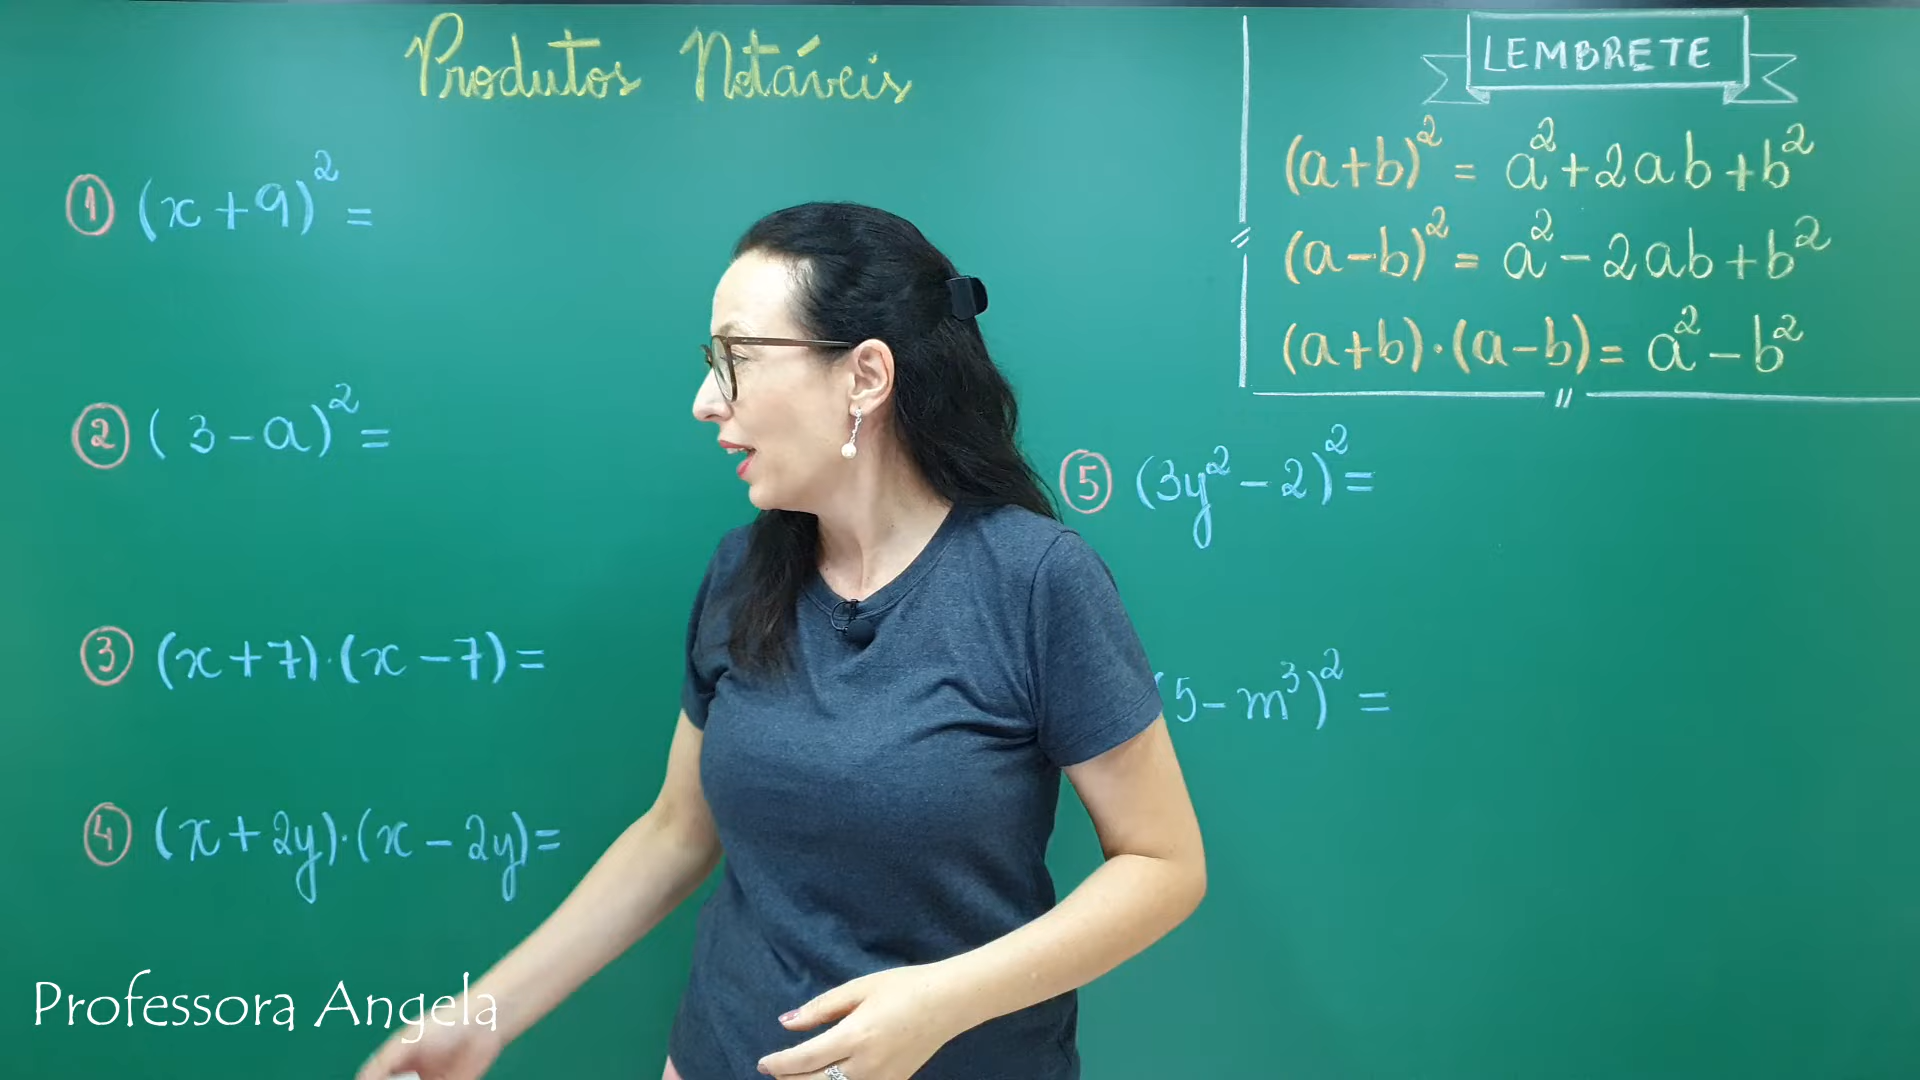 Produtos Notáveis
① (x+9)² =
② (3-a)² =
③ (x+7)·(x-7) =
④ (x+2y)·(x-2y) =
LEMBRETE
(a+b)² = a²+2ab+b²
(a-b)² = a²-2ab+b²
(a+b)·(a-b) = a²-b²
⑤ (3y²-2)² =
(5-m³)² =
Professora Angela